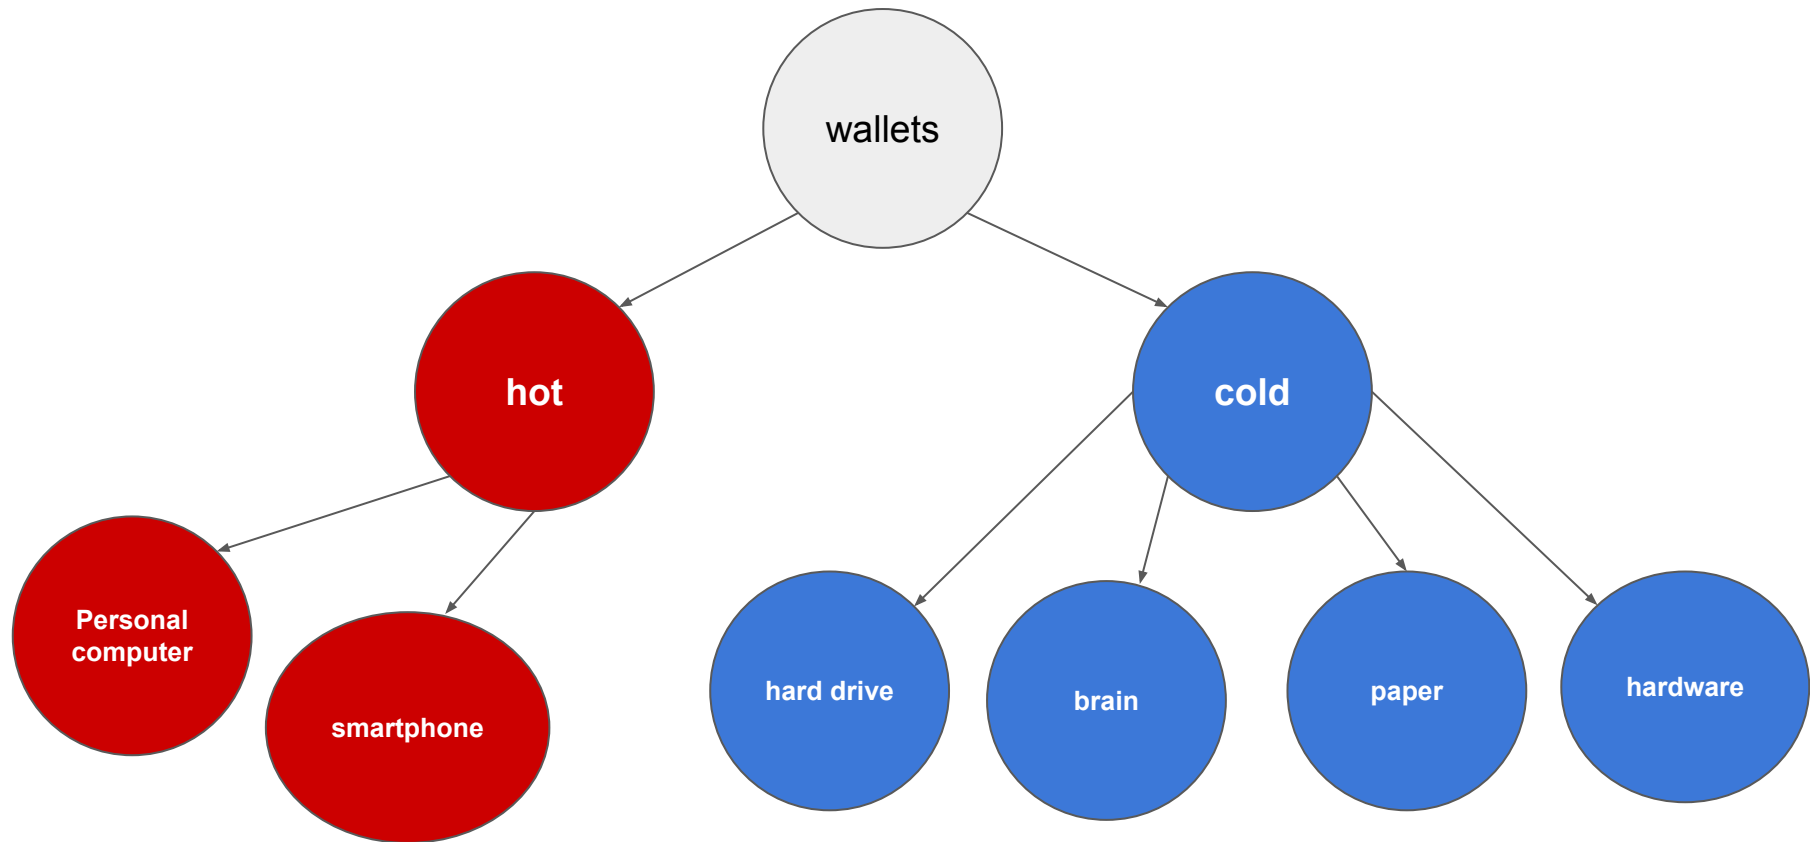 wallets
hot
cold
Personal
computer
smartphone
hard drive
brain
paper
hardware